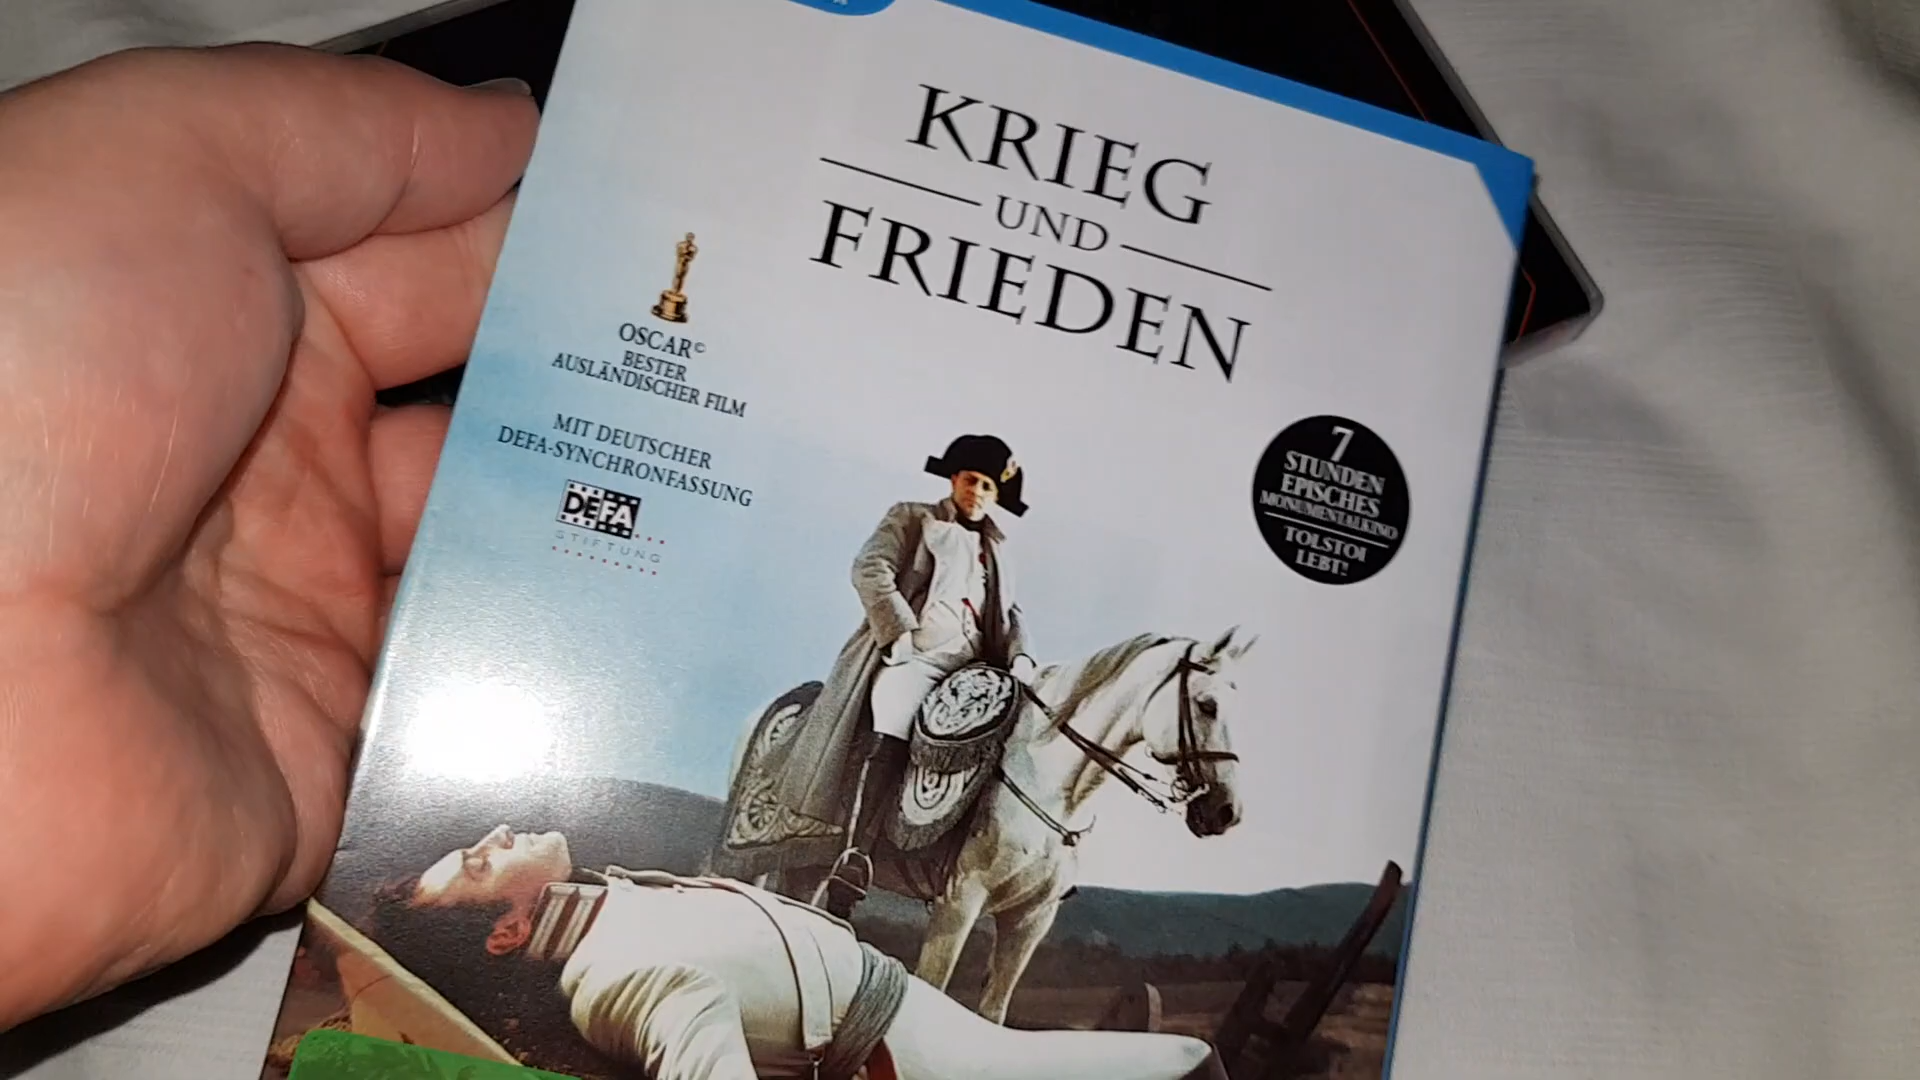 KRIEG
UND
FRIEDEN
OSCAR©
BESTER
AUSLÄNDISCHER FILM
MIT DEUTSCHER
DEFA-SYNCHRONFASSUNG
DEFA
STIFTUNG
7
STUNDEN
EPISCHES
MONUMENTALKINO
TOLSTOI
LEBT!